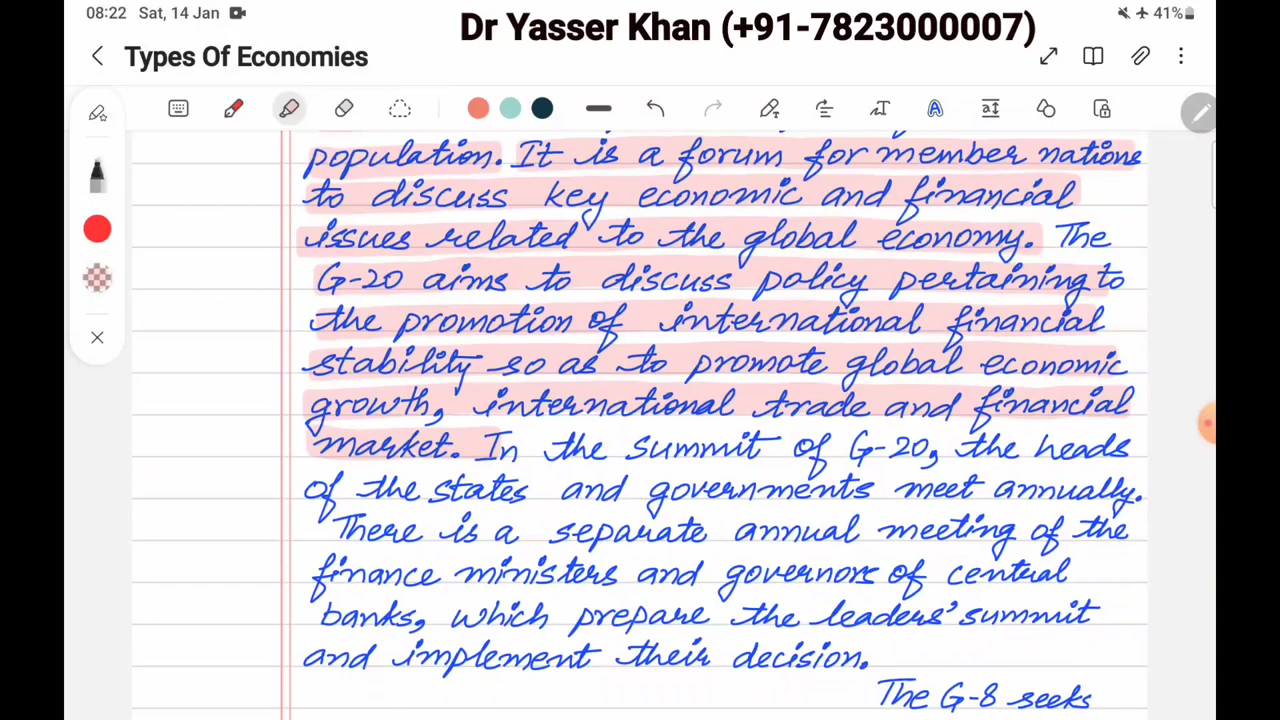 08:22 Sat, 14 Jan
Dr Yasser Khan (+91-7823000007)
41%
Types Of Economies
population. It is a forum for member nations
to discuss key economic and financial
issues related to the global economy. The
G-20 aims to discuss policy pertaining to
the promotion of international financial
stability so as to promote global economic
growth, international trade and financial
market. In the summit of G-20, the heads
of the states and governments meet annually.
There is a separate annual meeting of the
finance ministers and governors of central
banks, which prepare the leaders' summit
and implement their decision.
The G-8 seeks